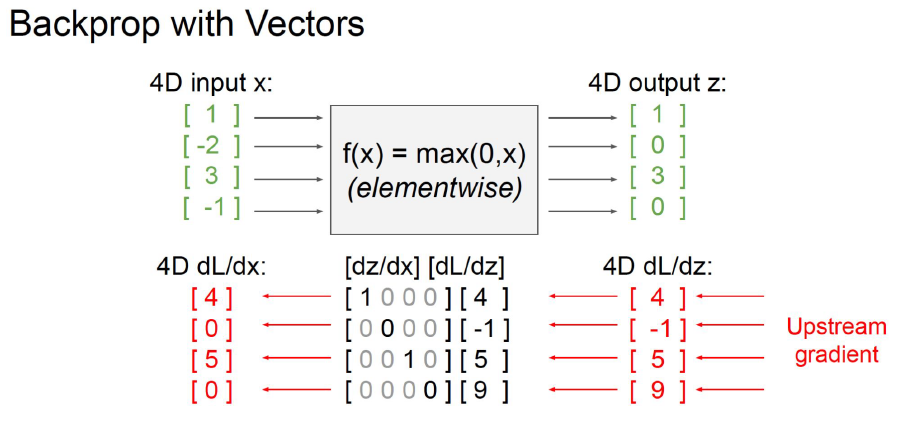 Backprop with Vectors
4D input x: 4D output z:
[ 1 ] [ 1 ]
[ -2 ] f(x) = max(0,x) [ 0 ]
[ 3 ] (elementwise) [ 3 ]
[ -1 ] [ 0 ]
4D dL/dx: [dz/dx] [dL/dz] 4D dL/dz:
[ 4 ] [ 1 0 0 0 ] [ 4 ] [ 4 ]
[ 0 ] [ 0 0 0 0 ] [ -1 ] [ -1 ] Upstream
[ 5 ] [ 0 0 1 0 ] [ 5 ] [ 5 ] gradient
[ 0 ] [ 0 0 0 0 ] [ 9 ] [ 9 ]